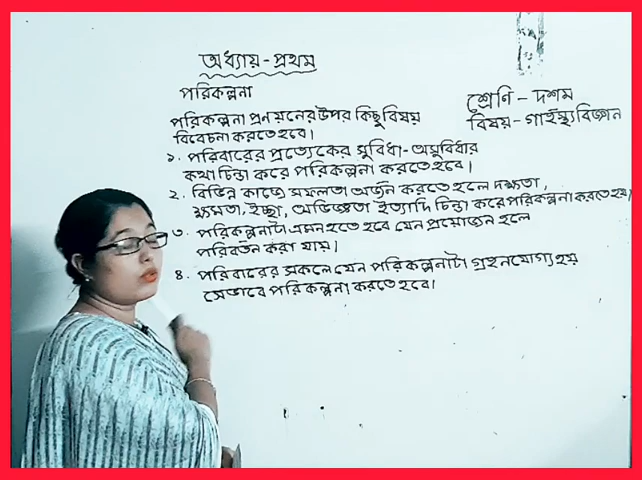 অধ্যায় - প্রথম
পরিকল্পনা
শ্রেণি - দশম
বিষয় - গার্হস্থ্য বিজ্ঞান
পরিকল্পনা প্রণয়নের উপর কিছু বিষয়
বিবেচনা করতে হবে।
১. পরিবারের প্রত্যেকের সুবিধা - অসুবিধার
কথা চিন্তা করে পরিকল্পনা করতে হবে।
২. বিভিন্ন কাজে সফলতা অর্জন করতে হলে দক্ষতা,
ক্ষমতা, ইচ্ছা, অভিজ্ঞতা ইত্যাদি চিন্তা করে পরিকল্পনা করতে হয়।
৩. পরিকল্পনাটা এমন হতে হবে যেন প্রয়োজন হলে
পরিবর্তন করা যায়।
৪. পরিবারের সকলে যেন পরিকল্পনাটা গ্রহনযোগ্য হয়
সেভাবে পরিকল্পনা করতে হবে।